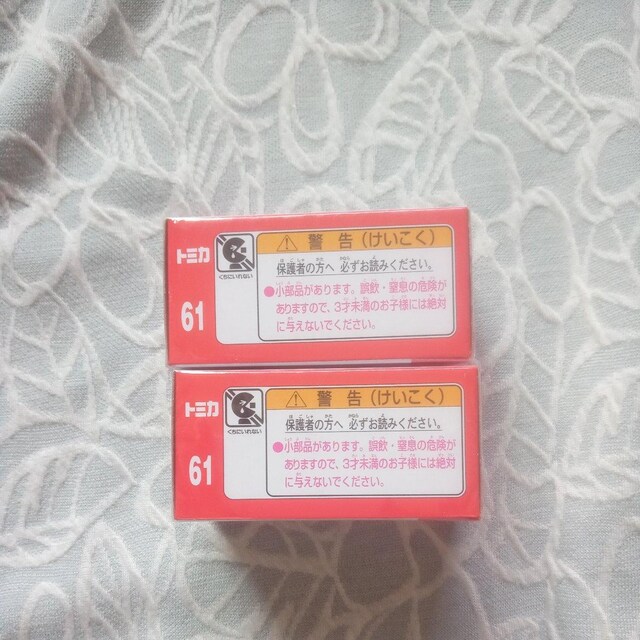 トミカ
くちにいれない
61
⚠ 警告(けいこく)
保護者の方へ 必ずお読みください。
●小部品があります。誤飲・窒息の危険が
ありますので、3才未満のお子様には絶対
に与えないでください。
トミカ
くちにいれない
61
⚠ 警告(けいこく)
保護者の方へ 必ずお読みください。
●小部品があります。誤飲・窒息の危険が
ありますので、3才未満のお子様には絶対
に与えないでください。